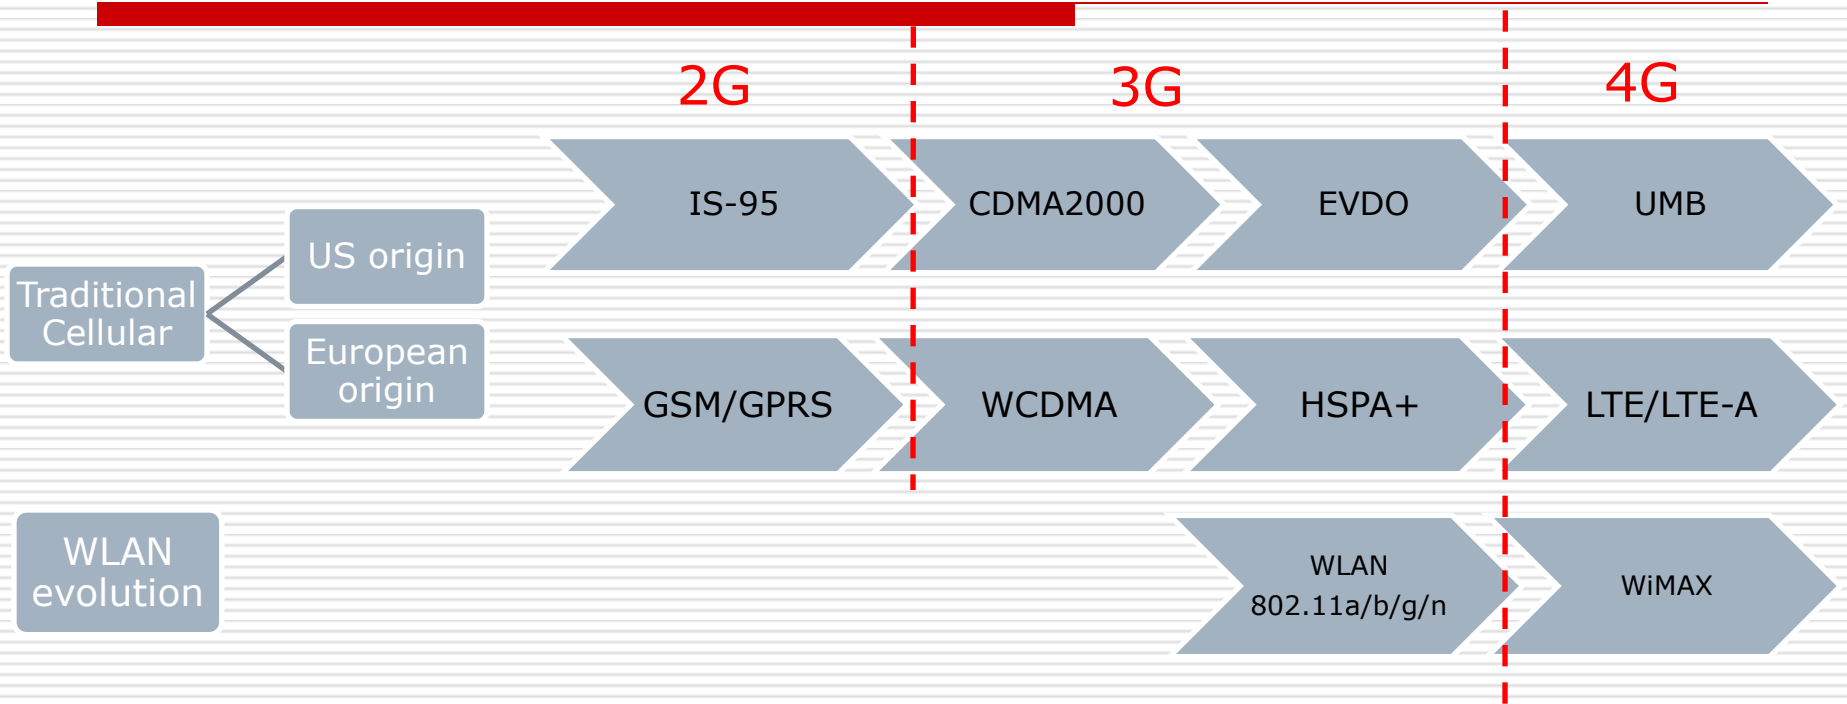 2G
3G
4G
IS-95
CDMA2000
EVDO
UMB
US origin
Traditional
Cellular
European
origin
GSM/GPRS
WCDMA
HSPA+
LTE/LTE-A
WLAN
evolution
WLAN
802.11a/b/g/n
WiMAX